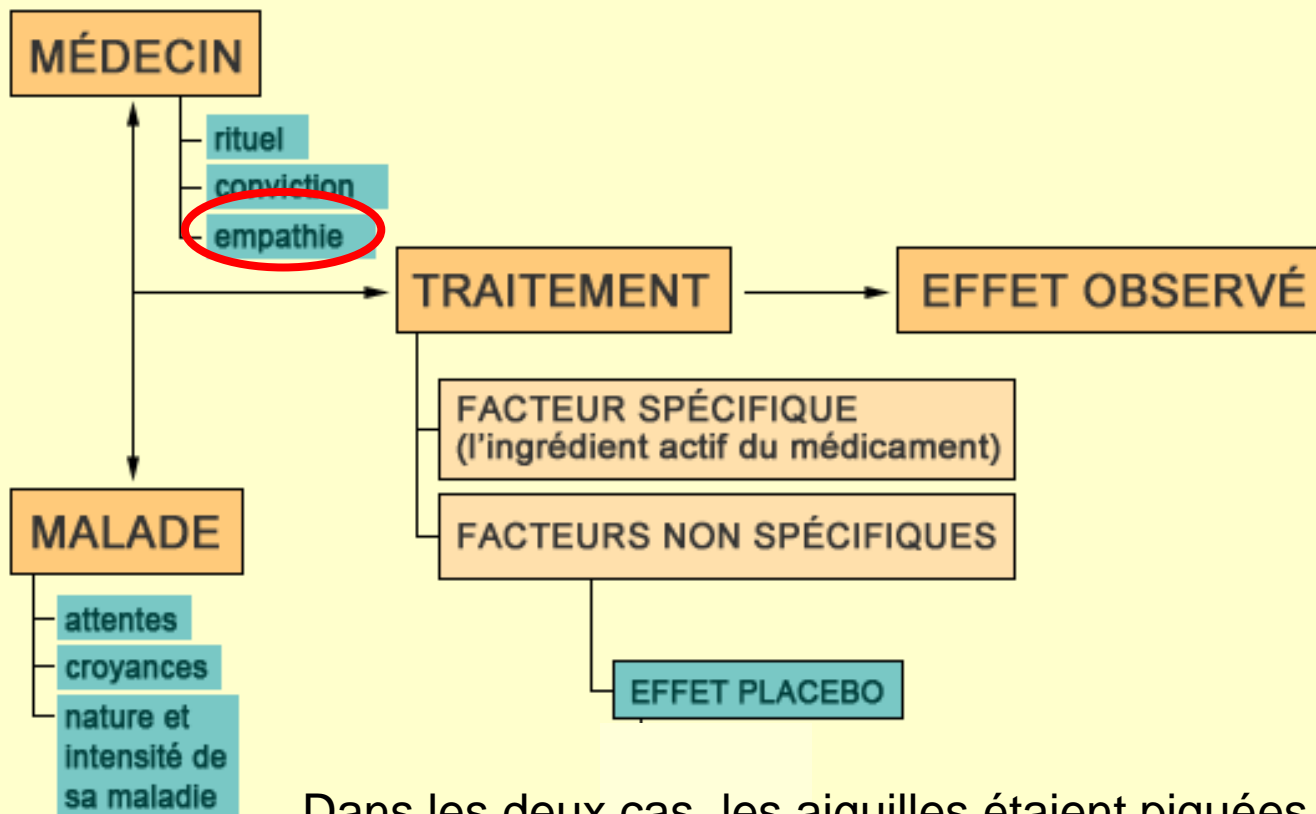 MÉDECIN
rituel
conviction
empathie
TRAITEMENT
EFFET OBSERVÉ
FACTEUR SPÉCIFIQUE
(l'ingrédient actif du médicament)
FACTEURS NON SPÉCIFIQUES
EFFET PLACEBO
MALADE
attentes
croyances
nature et
intensité de
sa maladie
Dans les deux cas, les aiguilles étaient piquées